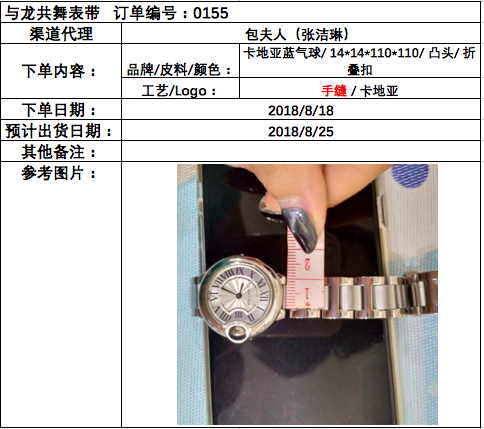 与龙共舞表带 订单编号：0155
渠道代理
包夫人（张洁琳）
下单内容：
品牌/皮料/颜色：
卡地亚蓝气球/ 14*14*110*110/ 凸头/ 折
叠扣
工艺/Logo：
手缝 / 卡地亚
下单日期：
2018/8/18
预计出货日期：
2018/8/25
其他备注：
参考图片：
2
1